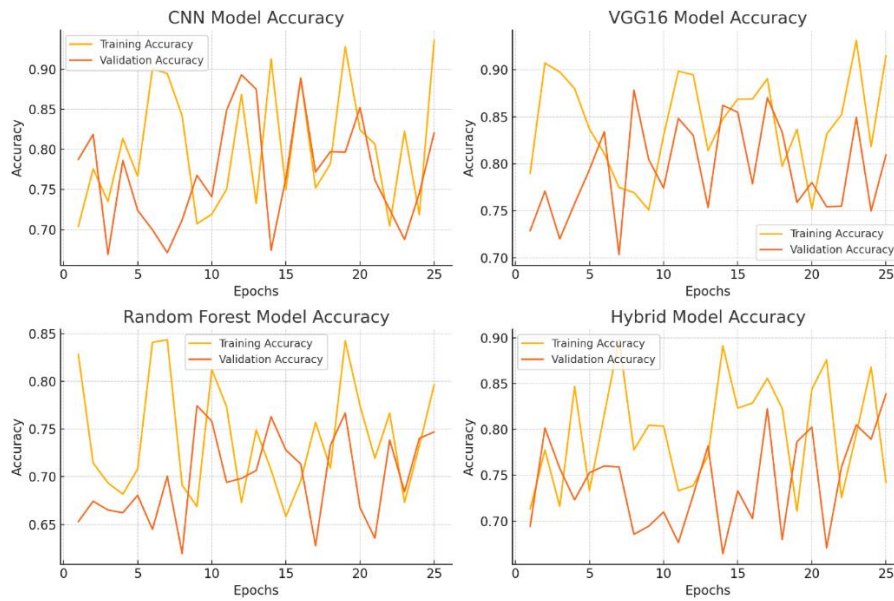 CNN Model Accuracy
Training Accuracy
Validation Accuracy
0.90
0.85
0.80
0.75
0.70
Accuracy
0
5
10
15
20
25
Epochs
VGG16 Model Accuracy
0.90
0.85
0.80
0.75
0.70
Accuracy
Training Accuracy
Validation Accuracy
0
5
10
15
20
25
Epochs
Random Forest Model Accuracy
Training Accuracy
Validation Accuracy
0.85
0.80
0.75
0.70
0.65
Accuracy
0
5
10
15
20
25
Epochs
Hybrid Model Accuracy
Training Accuracy
Validation Accuracy
0.90
0.85
0.80
0.75
0.70
Accuracy
0
5
10
15
20
25
Epochs